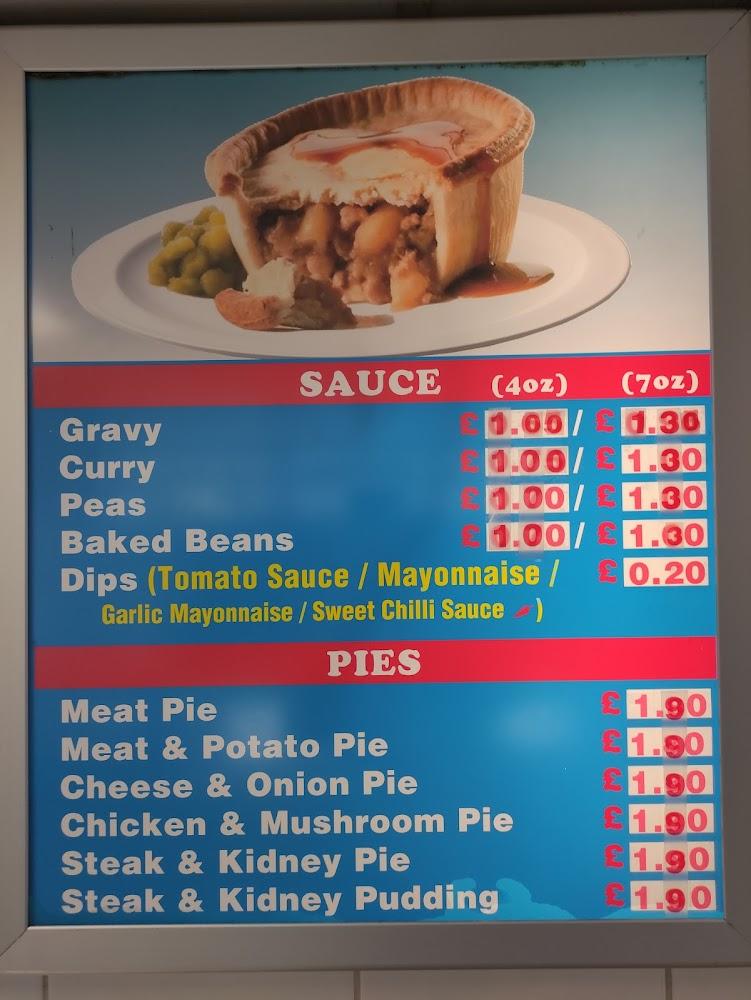 SAUCE (4oz) (7oz)
Gravy £ 1.00 / £ 1.30
Curry £ 1.00 / £ 1.30
Peas £ 1.00 / £ 1.30
Baked Beans £ 1.00 / £ 1.30
Dips (Tomato Sauce / Mayonnaise / £ 0.20
Garlic Mayonnaise / Sweet Chilli Sauce )
PIES
Meat Pie £ 1.90
Meat & Potato Pie £ 1.90
Cheese & Onion Pie £ 1.90
Chicken & Mushroom Pie £ 1.90
Steak & Kidney Pie £ 1.90
Steak & Kidney Pudding £ 1.90